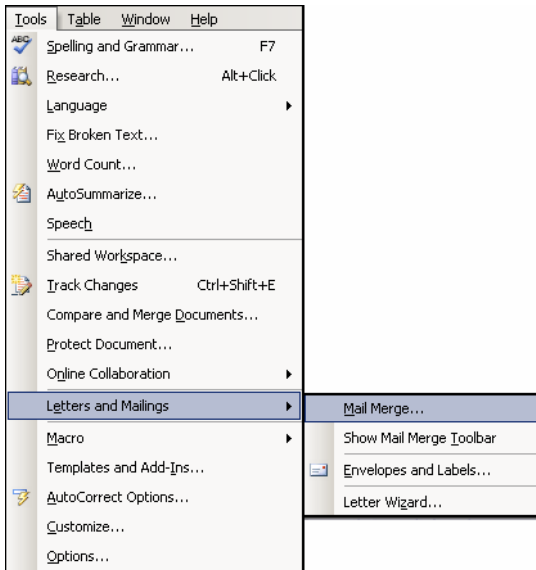 Tools Table Window Help
ABC Spelling and Grammar... F7
Research... Alt+Click
Language
Fix Broken Text...
Word Count...
AutoSummarize...
Speech
Shared Workspace...
Track Changes Ctrl+Shift+E
Compare and Merge Documents...
Protect Document...
Online Collaboration
Letters and Mailings
Mail Merge...
Show Mail Merge Toolbar
Envelopes and Labels...
Letter Wizard...
Macro
Templates and Add-Ins...
AutoCorrect Options...
Customize...
Options...